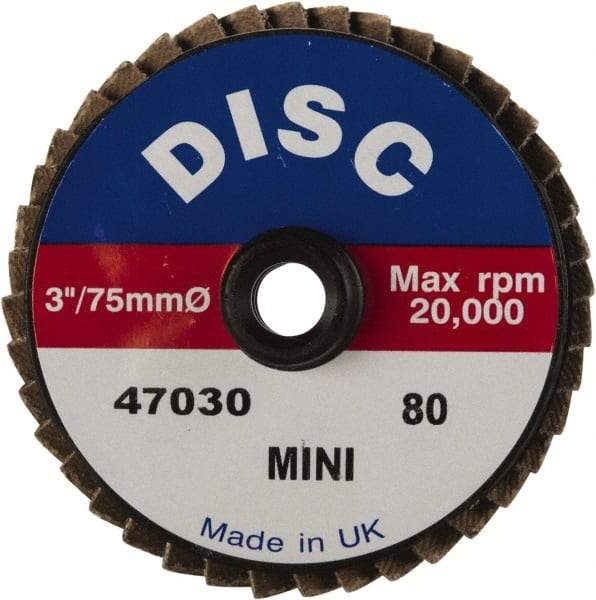 DISC
3"/75mmØ
Max rpm
20,000
47030
80
MINI
Made in UK